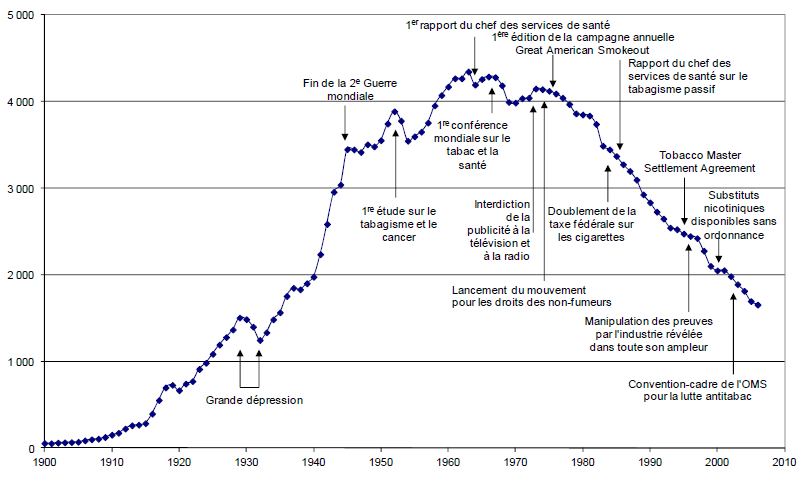 5 000
4 000
3 000
2 000
1 000
0
1900
1910
1920
1930
1940
1950
1960
1970
1980
1990
2000
2010
1er rapport du chef des services de santé
1ère édition de la campagne annuelle
Great American Smokeout
Rapport du chef des
services de santé sur le
tabagisme passif
Fin de la 2e Guerre
mondiale
1re conférence
mondiale sur le
tabac et la
santé
Tobacco Master
Settlement Agreement
Substituts
nicotiniques
disponibles sans
ordonnance
1re étude sur le
tabagisme et le
cancer
Interdiction
de la
publicité à la
télévision et
à la radio
Doublement de la
taxe fédérale sur
les cigarettes
Lancement du mouvement
pour les droits des non-fumeurs
Manipulation des preuves
par l'industrie révélée
dans toute son ampleur
Grande dépression
Convention-cadre de l'OMS
pour la lutte antitabac